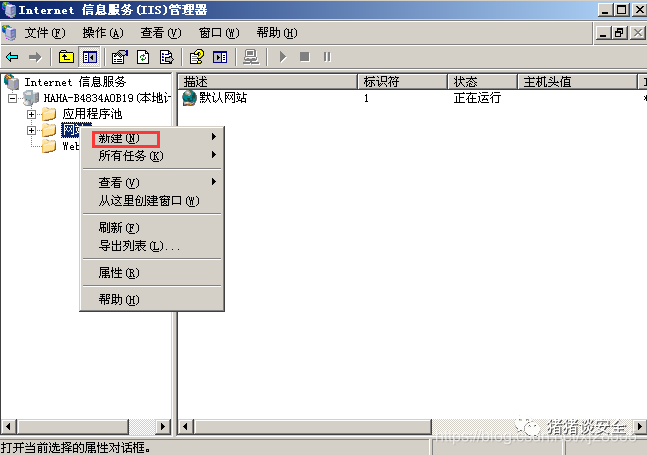 Internet 信息服务(IIS)管理器
文件(F) 操作(A) 查看(V) 窗口(W) 帮助(H)
Internet 信息服务
HAHA-B4834A0B19(本地计
应用程序池
网站
Web
描述 标识符 状态 主机头值
默认网站 1 正在运行
新建(N)
所有任务(K)
查看(V)
从这里创建窗口(W)
刷新(F)
导出列表(L)...
属性(R)
帮助(H)
猪猪谈安全
打开当前选择的属性对话框。